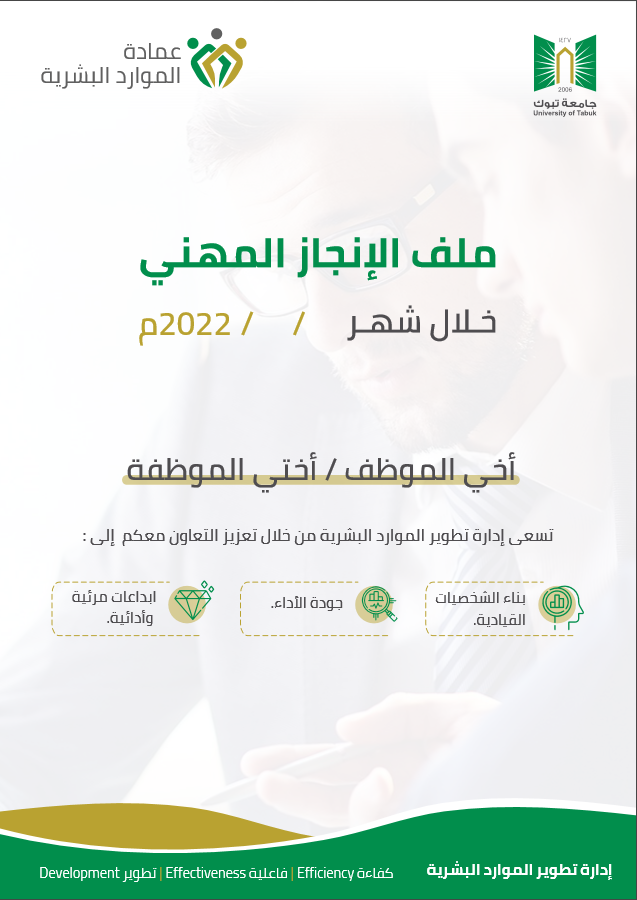 عمادة
الموارد البشرية
١٤٢٧
2006
جامعة تبوك
University of Tabuk
ملف الإنجاز المهني
خلال شهر / / 2022م
أخي الموظف / أختي الموظفة
تسعى إدارة تطوير الموارد البشرية من خلال تعزيز التعاون معكم إلى :
بناء الشخصيات
القيادية.
جودة الأداء.
ابداعات مرئية
وأدائية.
إدارة تطوير الموارد البشرية
كفاءة Efficiency | فاعلية Effectiveness | تطوير Development